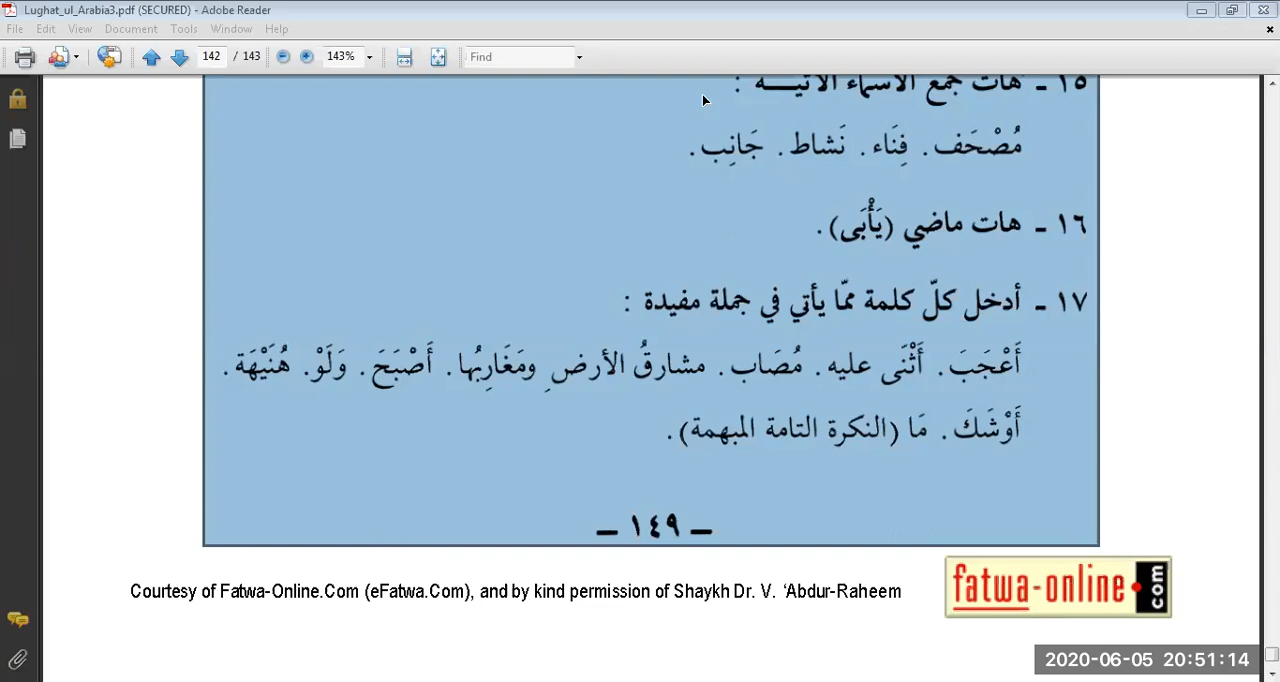 Lughat_ul_Arabia3.pdf (SECURED) - Adobe Reader
File Edit View Document Tools Window Help
142 / 143 143% Find
١٥ ـ هات جمع الأسماء الآتيـــــة :
مُصْحَف. فِنَاء. نَشاط. جَانِب.
١٦ ـ هات ماضي (يَأْبَى).
١٧ ـ أدخل كلّ كلمة ممّا يأتي في جملة مفيدة :
أَعْجَبَ. أَثْنَى عليه. مُصَاب. مشارقُ الأرضِ ومَغَارِبُها. أَصْبَحَ. وَلَوْ. هُنَيْهَة.
أَوْشَكَ. مَا (النكرة التامة المبهمة).
ـ ١٤٩ ـ
Courtesy of Fatwa-Online.Com (eFatwa.Com), and by kind permission of Shaykh Dr. V. ‘Abdur-Raheem
fatwa-online.com
2020-06-05 20:51:14